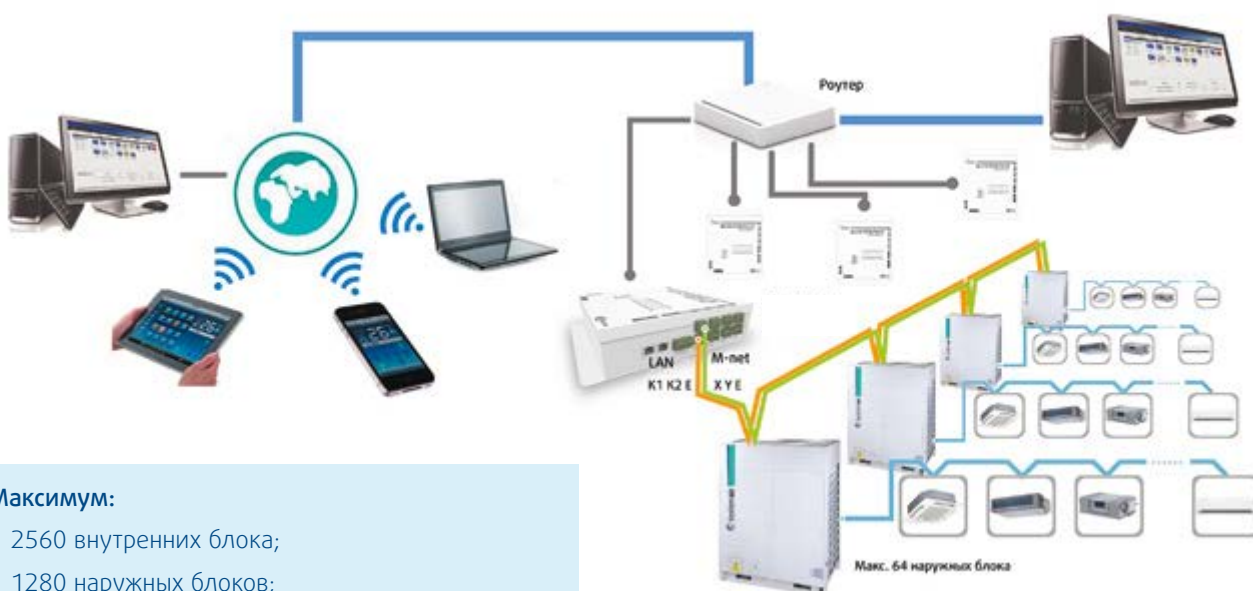 Роутер
LAN
M-net
K1 K2 E
X Y E
Макс. 64 наружных блока
Максимум:
2560 внутренних блока;
1280 наружных блоков;